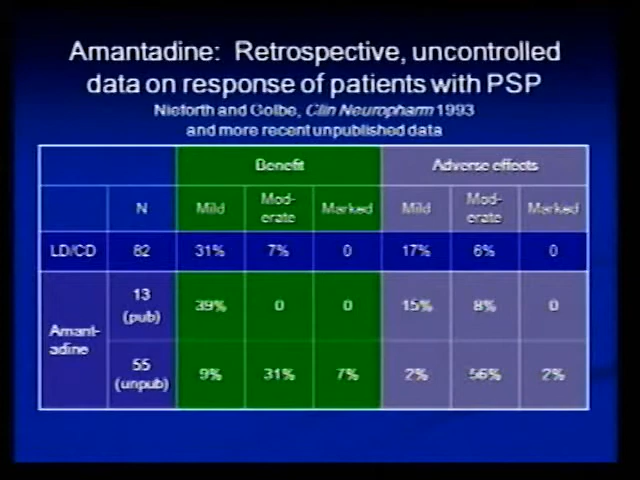 Amantadine: Retrospective, uncontrolled
data on response of patients with PSP
Nieforth and Golbe, Clin Neuropharm 1993
and more recent unpublished data
Benefit Adverse effects
N Mild Mod-erate Marked Mild Mod-erate Marked
LD/CD 82 31% 7% 0 17% 6% 0
Amant-adine 13 (pub) 39% 0 0 15% 8% 0
55 (unpub) 9% 31% 7% 2% 56% 2%